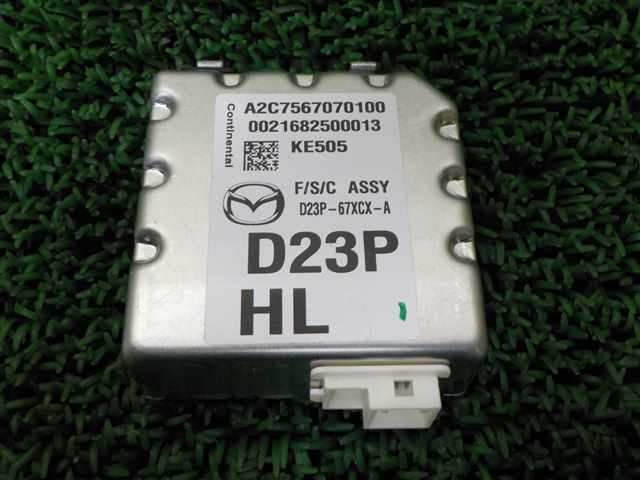 Continental
A2C7567070100
0021682500013
KE505
F/S/C ASSY
D23P-67XCX-A
D23P
HL